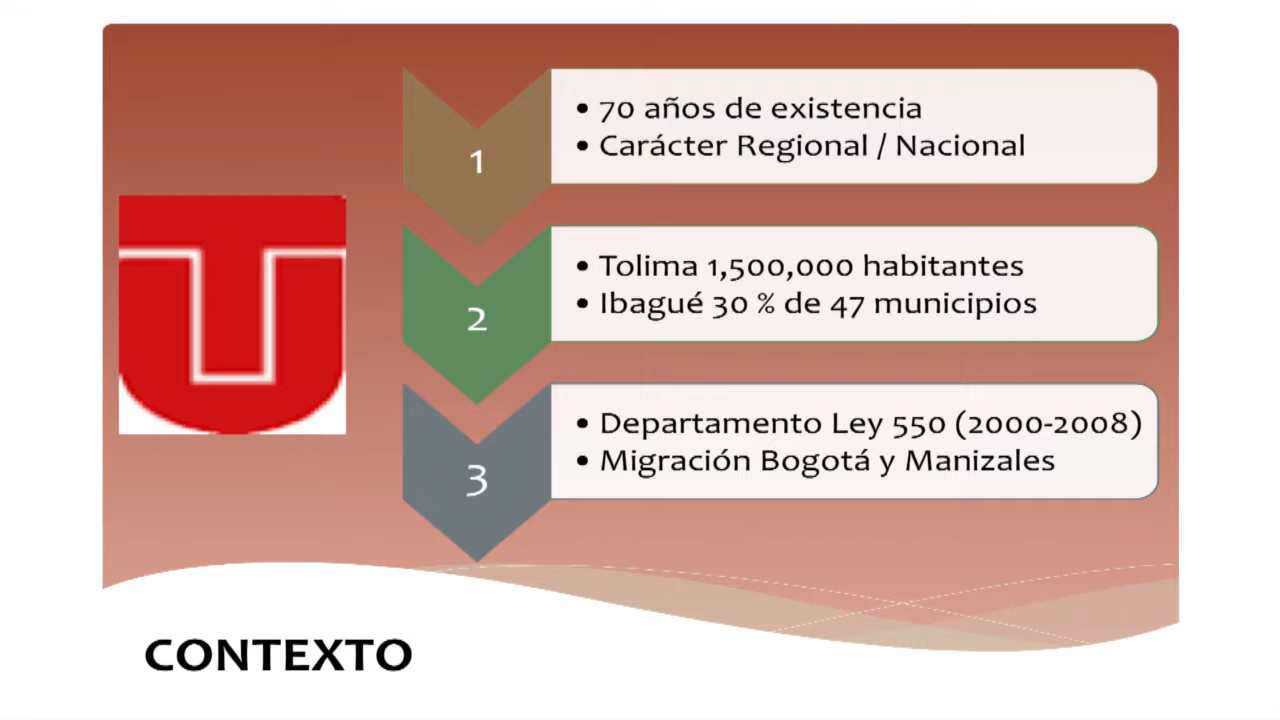 1
• 70 años de existencia
• Carácter Regional / Nacional
2
• Tolima 1,500,000 habitantes
• Ibagué 30 % de 47 municipios
3
• Departamento Ley 550 (2000-2008)
• Migración Bogotá y Manizales
CONTEXTO